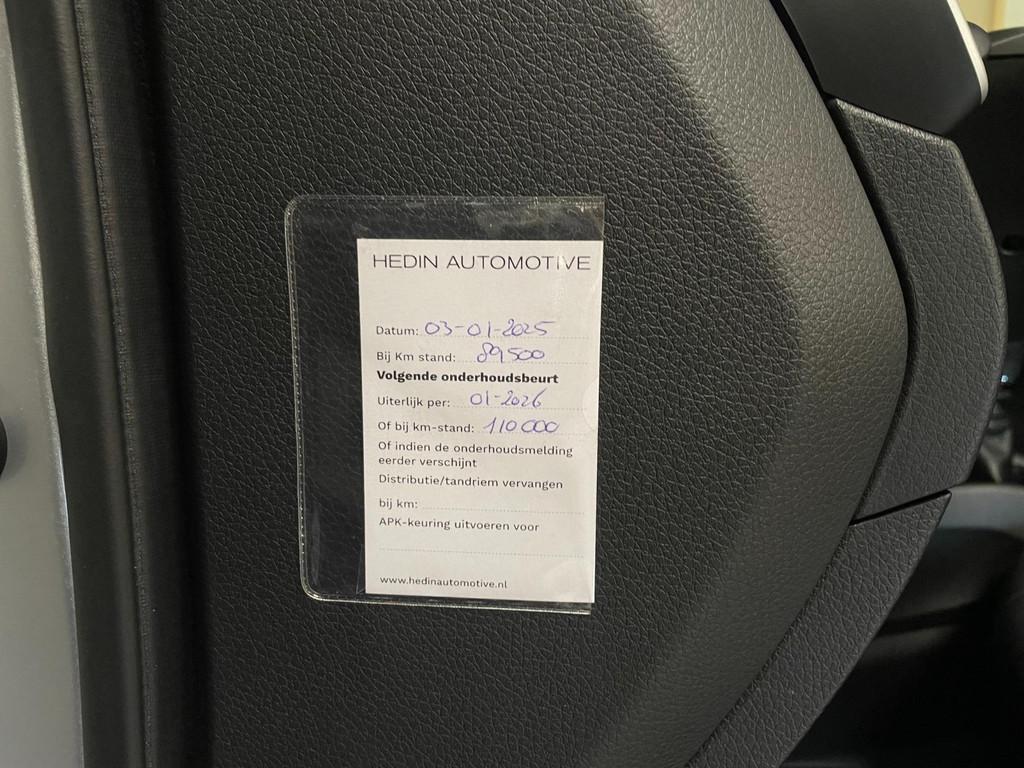 HEDIN AUTOMOTIVE
Datum: 03-01-2025
Bij Km stand: 89500
Volgende onderhoudsbeurt
Uiterlijk per: 01-2026
Of bij km-stand: 110000
Of indien de onderhoudsmelding
eerder verschijnt
Distributie/tandriem vervangen
bij km:
APK-keuring uitvoeren voor
www.hedinautomotive.nl